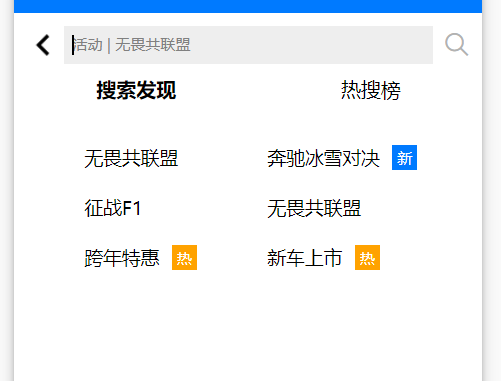 活动 | 无畏共联盟
搜索发现 热搜榜
无畏共联盟 奔驰冰雪对决 新
征战F1 无畏共联盟
跨年特惠 热 新车上市 热